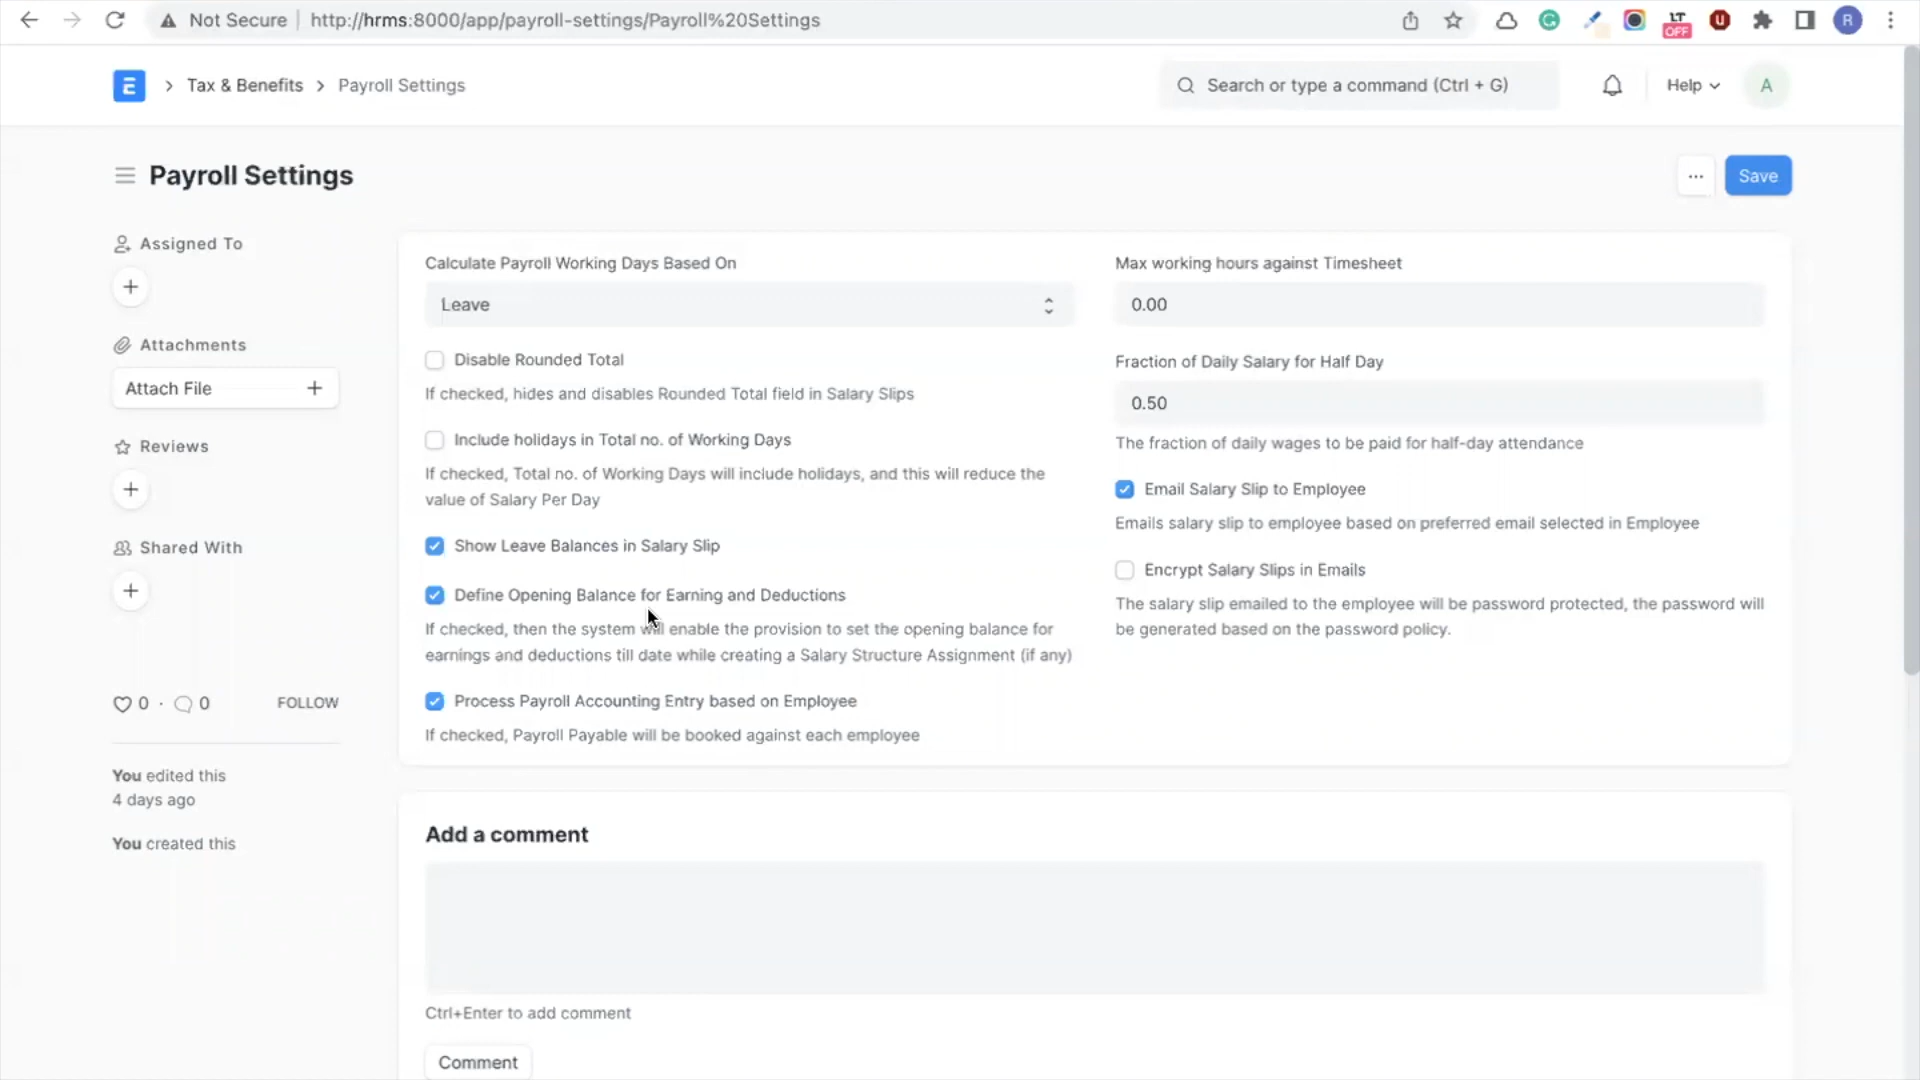 Not Secure
http://hrms:8000/app/payroll-settings/Payroll%20Settings
LT
OFF
R
E
Tax & Benefits
Payroll Settings
Search or type a command (Ctrl + G)
Help
A
Payroll Settings
...
Save
Assigned To
Attachments
Attach File
Reviews
Shared With
0 · 0
FOLLOW
You edited this
4 days ago
You created this
Calculate Payroll Working Days Based On
Leave
Disable Rounded Total
If checked, hides and disables Rounded Total field in Salary Slips
Include holidays in Total no. of Working Days
If checked, Total no. of Working Days will include holidays, and this will reduce the
value of Salary Per Day
Show Leave Balances in Salary Slip
Define Opening Balance for Earning and Deductions
If checked, then the system will enable the provision to set the opening balance for
earnings and deductions till date while creating a Salary Structure Assignment (if any)
Process Payroll Accounting Entry based on Employee
If checked, Payroll Payable will be booked against each employee
Max working hours against Timesheet
0.00
Fraction of Daily Salary for Half Day
0.50
The fraction of daily wages to be paid for half-day attendance
Email Salary Slip to Employee
Emails salary slip to employee based on preferred email selected in Employee
Encrypt Salary Slips in Emails
The salary slip emailed to the employee will be password protected, the password will
be generated based on the password policy.
Add a comment
Ctrl+Enter to add comment
Comment